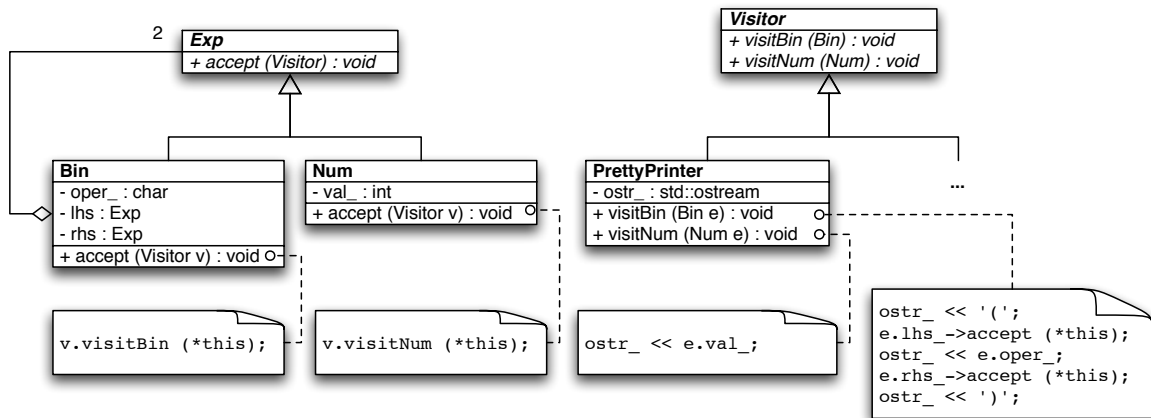 2
Exp
+ accept (Visitor) : void
Visitor
+ visitBin (Bin) : void
+ visitNum (Num) : void
Bin
- oper_ : char
- lhs : Exp
- rhs : Exp
+ accept (Visitor v) : void
Num
- val_ : int
+ accept (Visitor v) : void
PrettyPrinter
- ostr_ : std::ostream
+ visitBin (Bin e) : void
+ visitNum (Num e) : void
...
v.visitBin (*this);
v.visitNum (*this);
ostr_ << e.val_;
ostr_ << '(';
e.lhs_->accept (*this);
ostr_ << e.oper_;
e.rhs_->accept (*this);
ostr_ << ')';